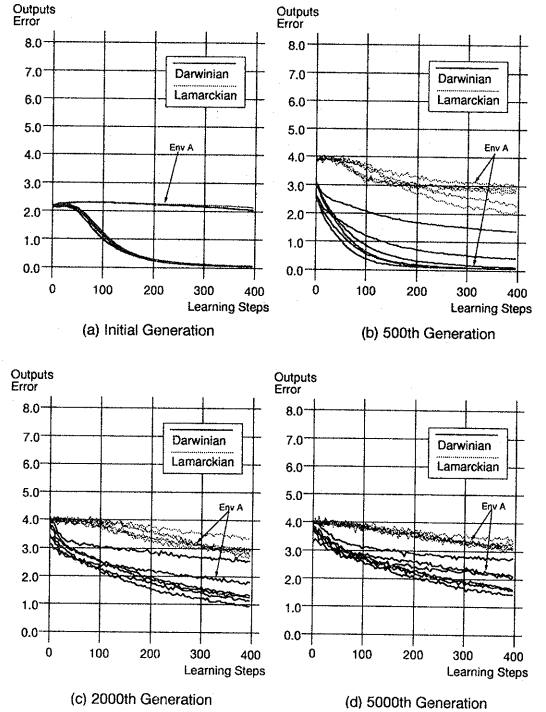 Outputs
Error
8.0
7.0
6.0
5.0
4.0
3.0
2.0
1.0
0.0
Darwinian
Lamarckian
Env A
0 100 200 300 400
Learning Steps
(a) Initial Generation
Outputs
Error
8.0
7.0
6.0
5.0
4.0
3.0
2.0
1.0
0.0
Darwinian
Lamarckian
Env A
0 100 200 300 400
Learning Steps
(b) 500th Generation
Outputs
Error
8.0
7.0
6.0
5.0
4.0
3.0
2.0
1.0
0.0
Darwinian
Lamarckian
Env A
0 100 200 300 400
Learning Steps
(c) 2000th Generation
Outputs
Error
8.0
7.0
6.0
5.0
4.0
3.0
2.0
1.0
0.0
Darwinian
Lamarckian
Env A
0 100 200 300 400
Learning Steps
(d) 5000th Generation